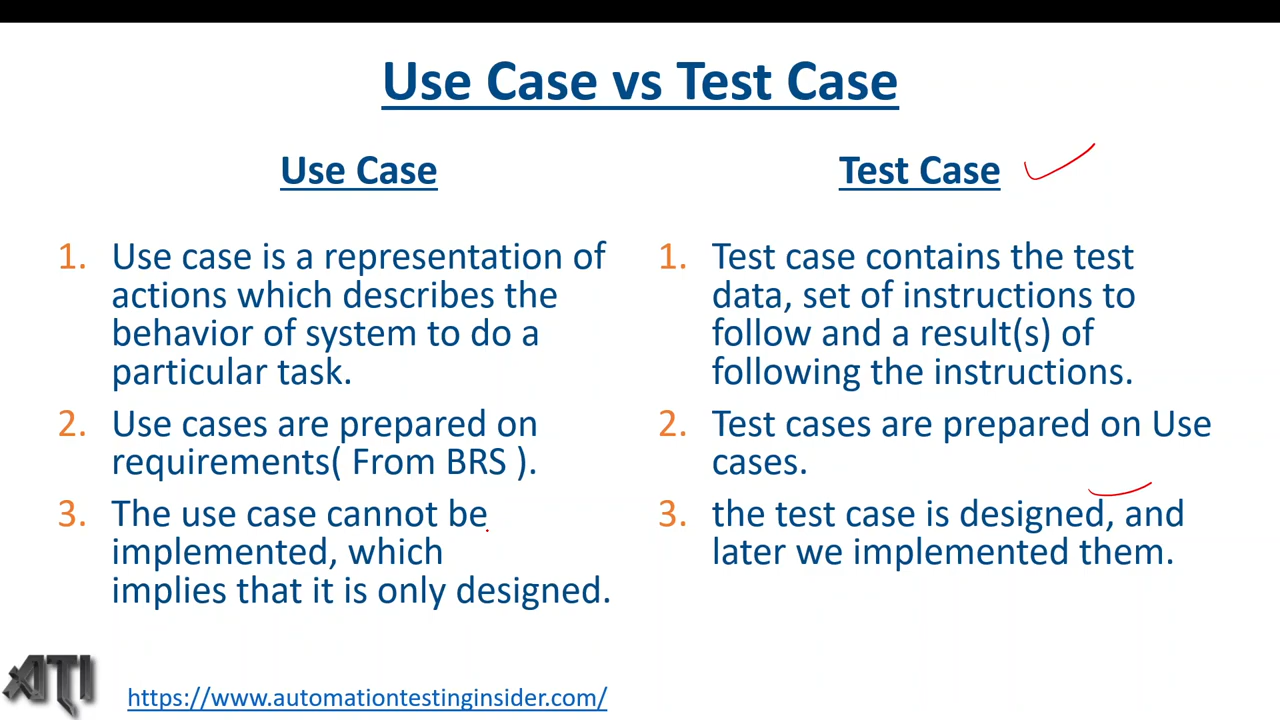 Use Case vs Test Case
Use Case
1. Use case is a representation of
actions which describes the
behavior of system to do a
particular task.
2. Use cases are prepared on
requirements( From BRS ).
3. The use case cannot be
implemented, which
implies that it is only designed.
Test Case
1. Test case contains the test
data, set of instructions to
follow and a result(s) of
following the instructions.
2. Test cases are prepared on Use
cases.
3. the test case is designed, and
later we implemented them.
ATI
https://www.automationtestinginsider.com/